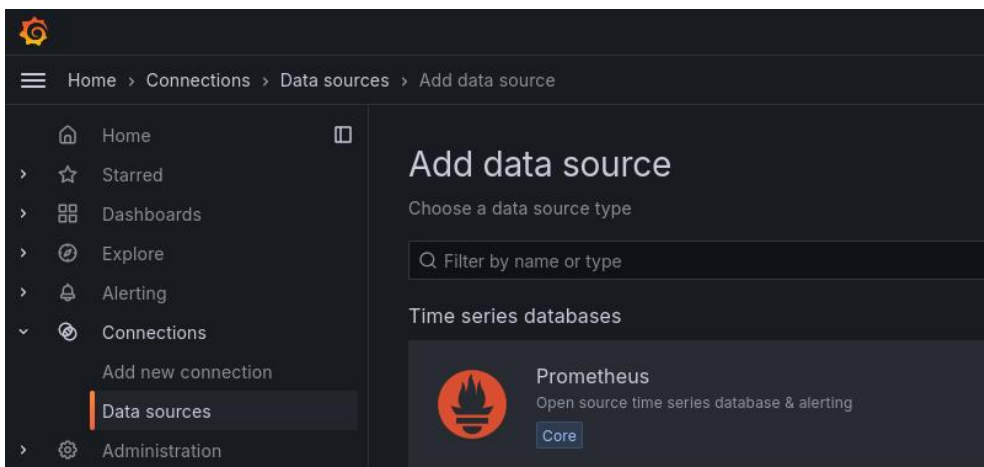 Home › Connections › Data sources › Add data source
Home
Starred
Dashboards
Explore
Alerting
Connections
Add new connection
Data sources
Administration
Add data source
Choose a data source type
Filter by name or type
Time series databases
Prometheus
Open source time series database & alerting
Core